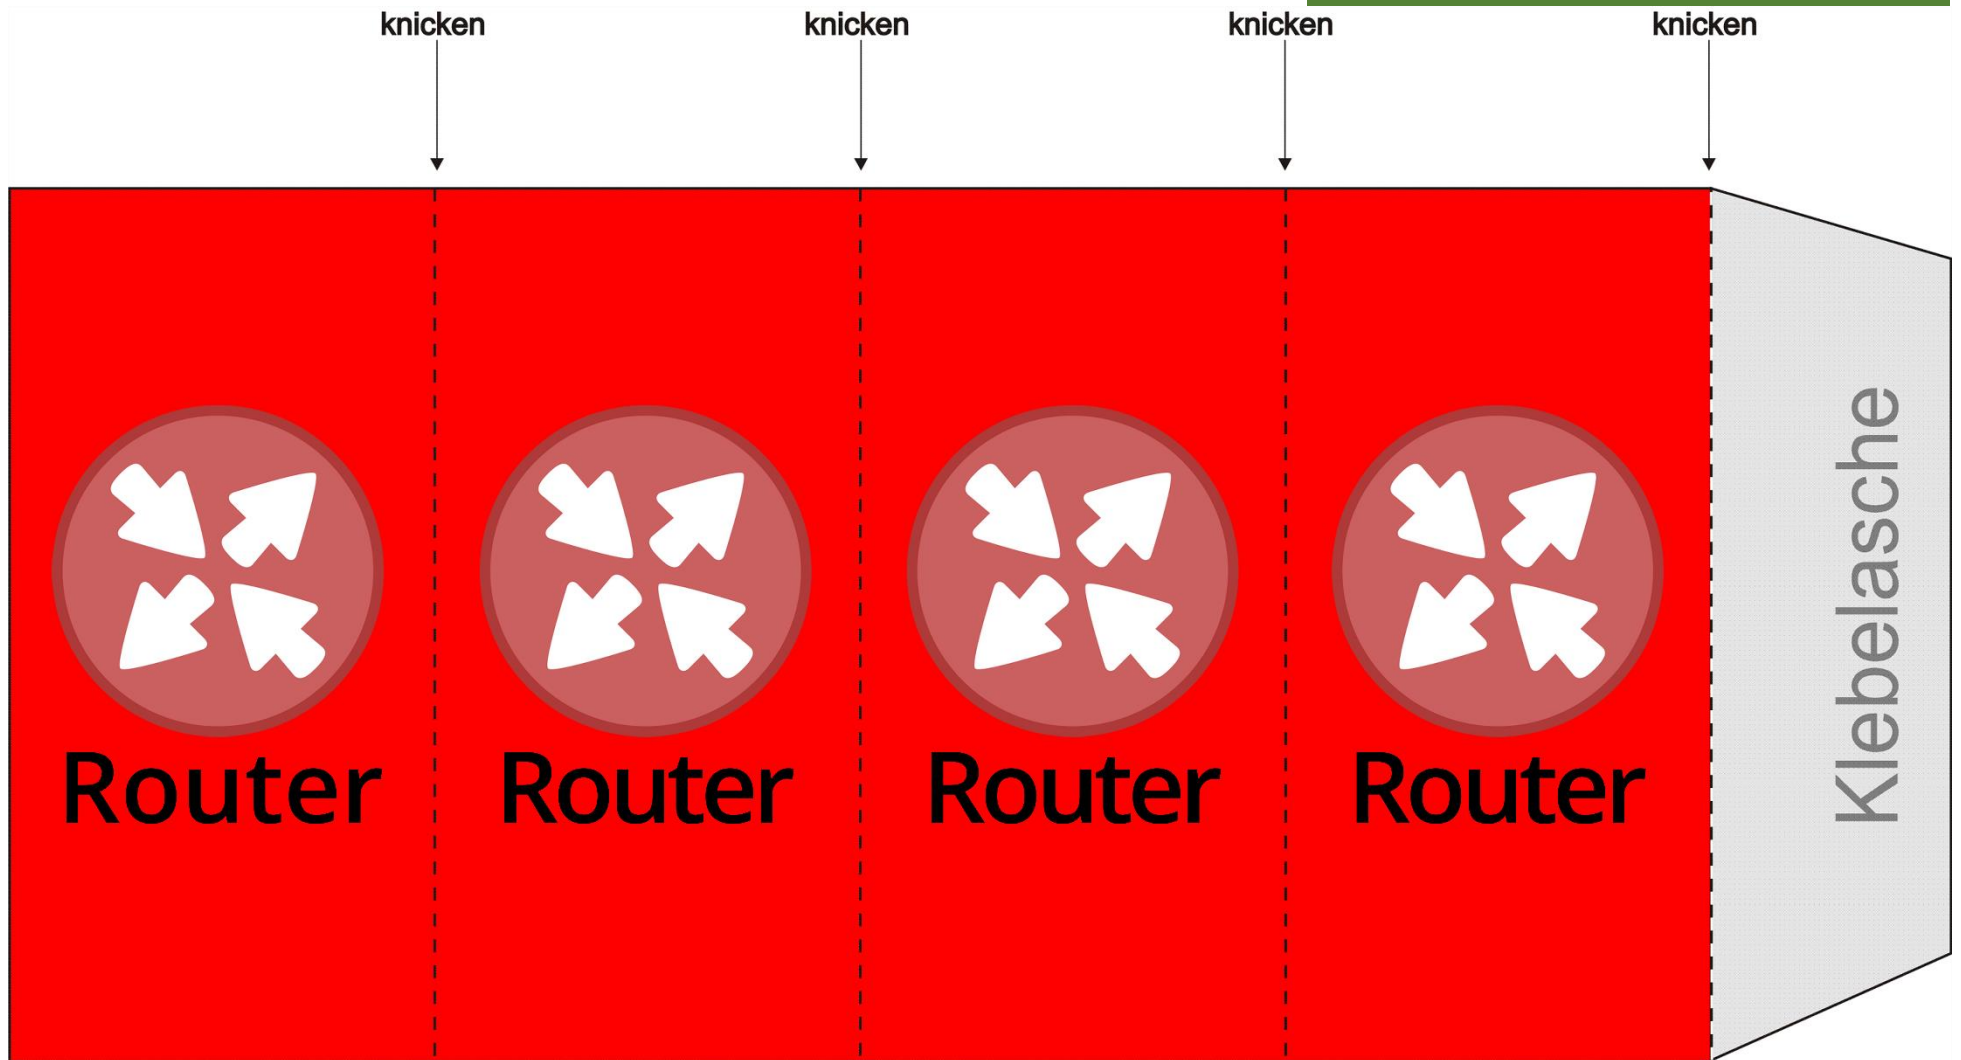 knicken
knicken
knicken
knicken
Router
Router
Router
Router
Klebelasche